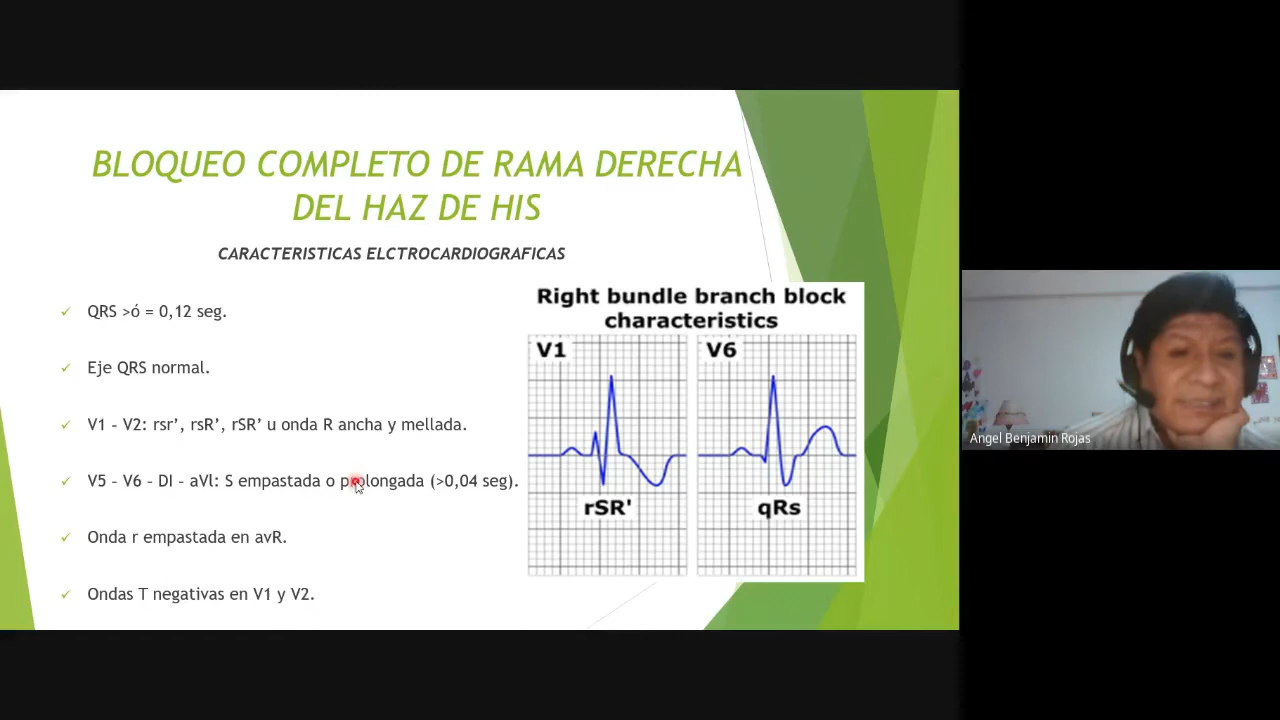 BLOQUEO COMPLETO DE RAMA DERECHA
DEL HAZ DE HIS
CARACTERISTICAS ELCTROCARDIOGRAFICAS
QRS >ó = 0,12 seg.
Eje QRS normal.
V1 – V2: rsr’, rsR’, rSR’ u onda R ancha y mellada.
V5 – V6 – DI – aVl: S empastada o prolongada (>0,04 seg).
Onda r empastada en avR.
Ondas T negativas en V1 y V2.
Right bundle branch block
characteristics
V1
V6
rSR'
qRs
Angel Benjamin Rojas